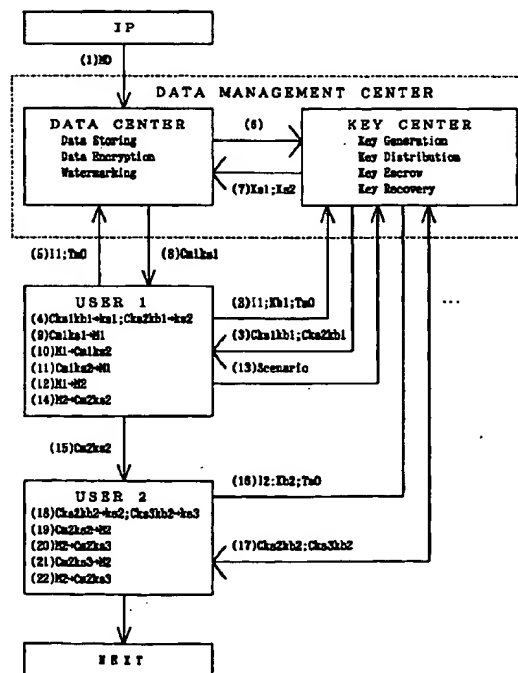 IP
(1)M0
DATA MANAGEMENT CENTER
DATA CENTER
Data Storing
Data Encryption
Watermarking
(6)
KEY CENTER
Key Generation
Key Distribution
Key Escrow
Key Recovery
(7)Ks1;Ks2
(5)I1;Tm0
(8)Cm1ks1
...
USER 1
(4)Cks1kb1→ks1;Cks2kb1→ks2
(9)Cm1ks1→M1
(10)M1→Cm1ks2
(11)Cm1ks2→M1
(12)M1→M2
(14)M2→Cm2ks2
(2)I1;Kb1;Tm0
(3)Cks1kb1;Cks2kb1
(13)Scenario
(15)Cm2ks2
USER 2
(18)Cks2kb2→ks2;Cks3kb2→ks3
(19)Cm2ks2→M2
(20)M2→Cm2ks3
(21)Cm2ks3→M2
(22)M2→Cm2ks3
(16)I2:Kb2;Tm0
(17)Cks2kb2;Cks3kb2
NEXT